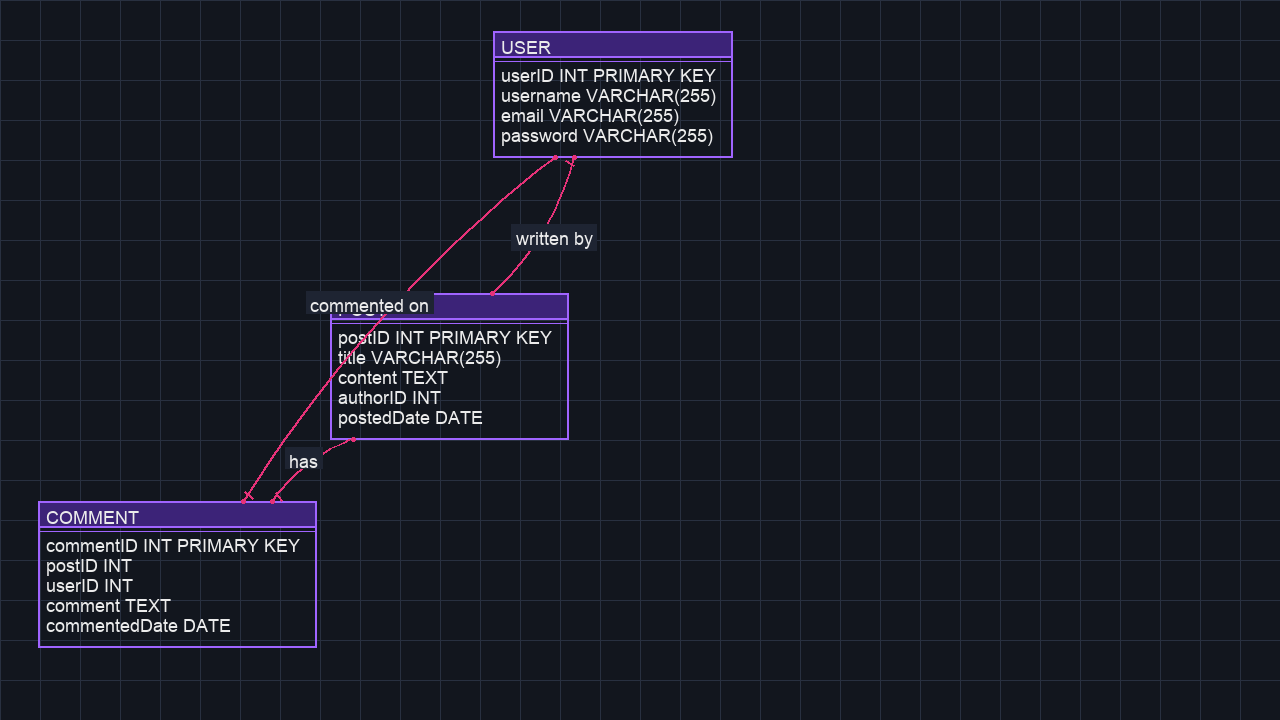 USER
userID INT PRIMARY KEY
username VARCHAR(255)
email VARCHAR(255)
password VARCHAR(255)
written by
commented on
postID INT PRIMARY KEY
title VARCHAR(255)
content TEXT
authorID INT
postedDate DATE
has
COMMENT
commentID INT PRIMARY KEY
postID INT
userID INT
comment TEXT
commentedDate DATE